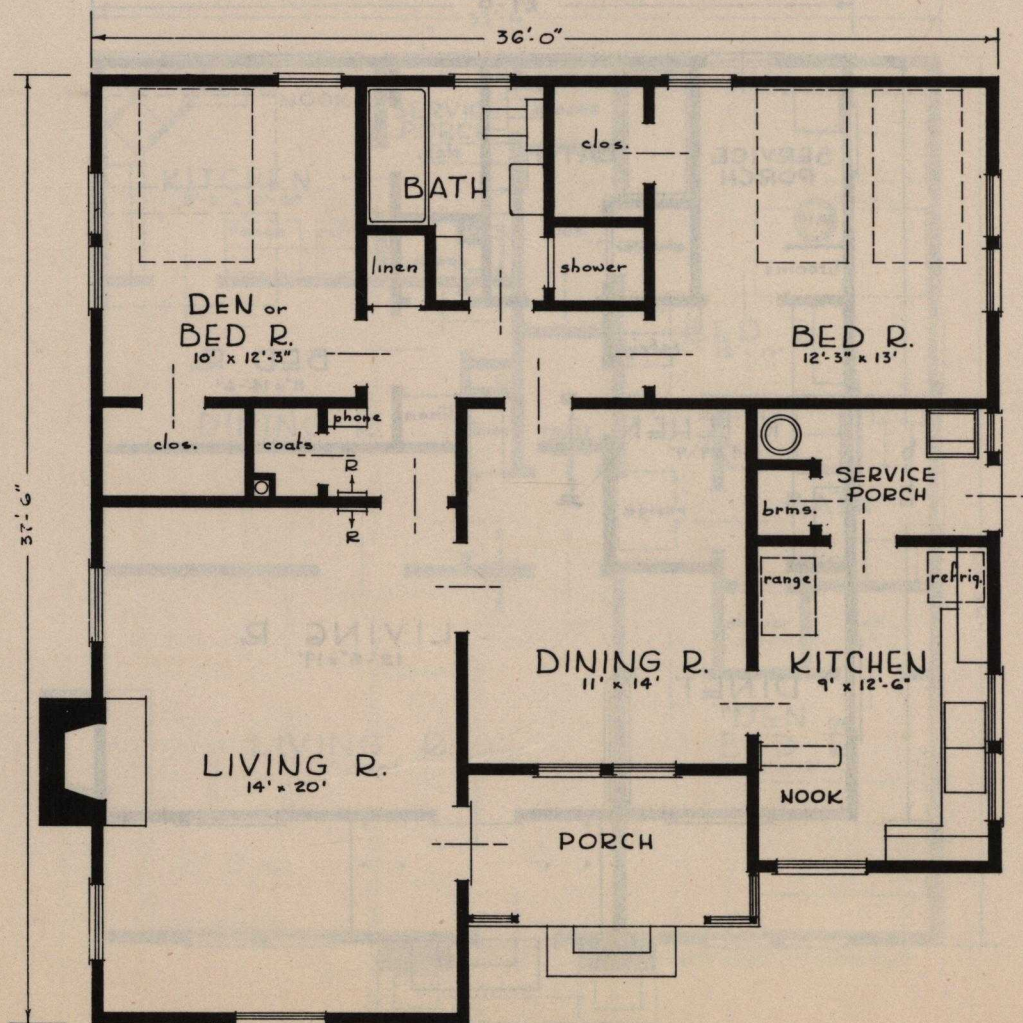 36'-0"
clos.
BATH
linen
shower
DEN or
BED R.
10' x 12'-3"
BED R.
12'-3" x 13'
phone
clos.
coats
R
R
SERVICE
PORCH
brms.
37'-6"
range
refrig.
DINING R.
11' x 14'
KITCHEN
9' x 12'-6"
LIVING R.
14' x 20'
NOOK
PORCH